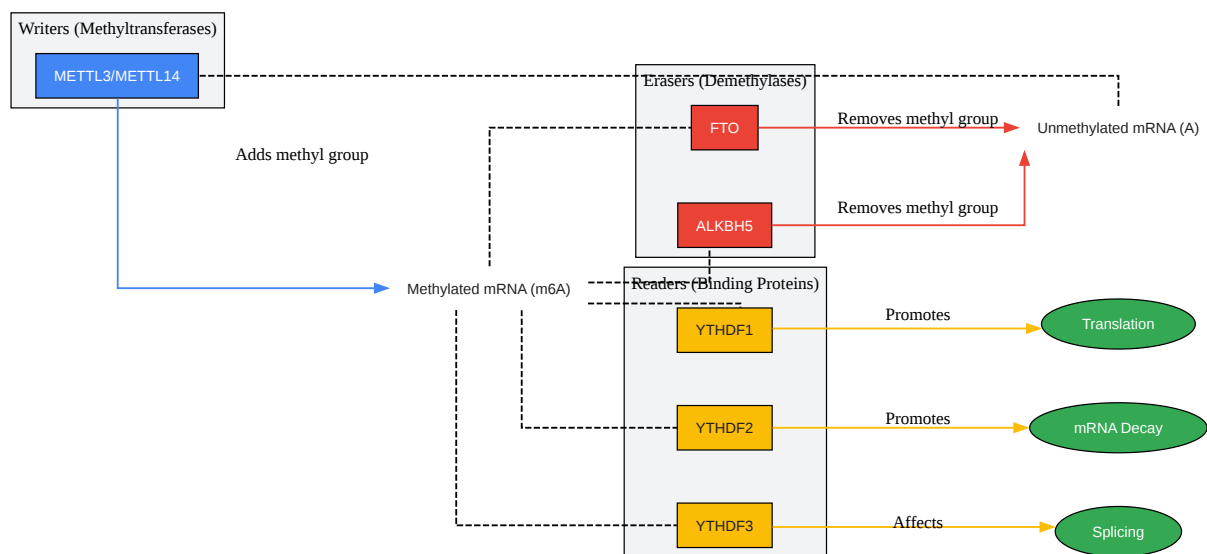 Writers (Methyltransferases)
METTL3/METTL14
Erasers (Demethylases)
FTO
Removes methyl group
Unmethylated mRNA (A)
Adds methyl group
ALKBH5
Removes methyl group
Methylated mRNA (m6A)
Readers (Binding Proteins)
YTHDF1
Promotes
Translation
YTHDF2
Promotes
mRNA Decay
YTHDF3
Affects
Splicing